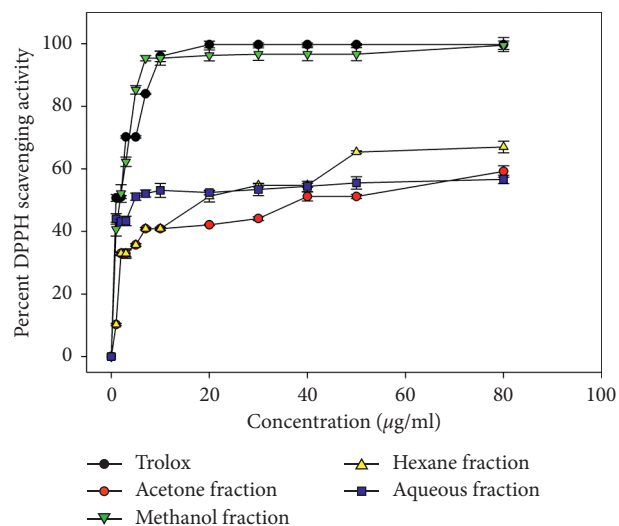 Percent DPPH scavenging activity
100
80
60
40
20
0
0 20 40 60 80 100
Concentration (μg/ml)
Trolox
Acetone fraction
Methanol fraction
Hexane fraction
Aqueous fraction